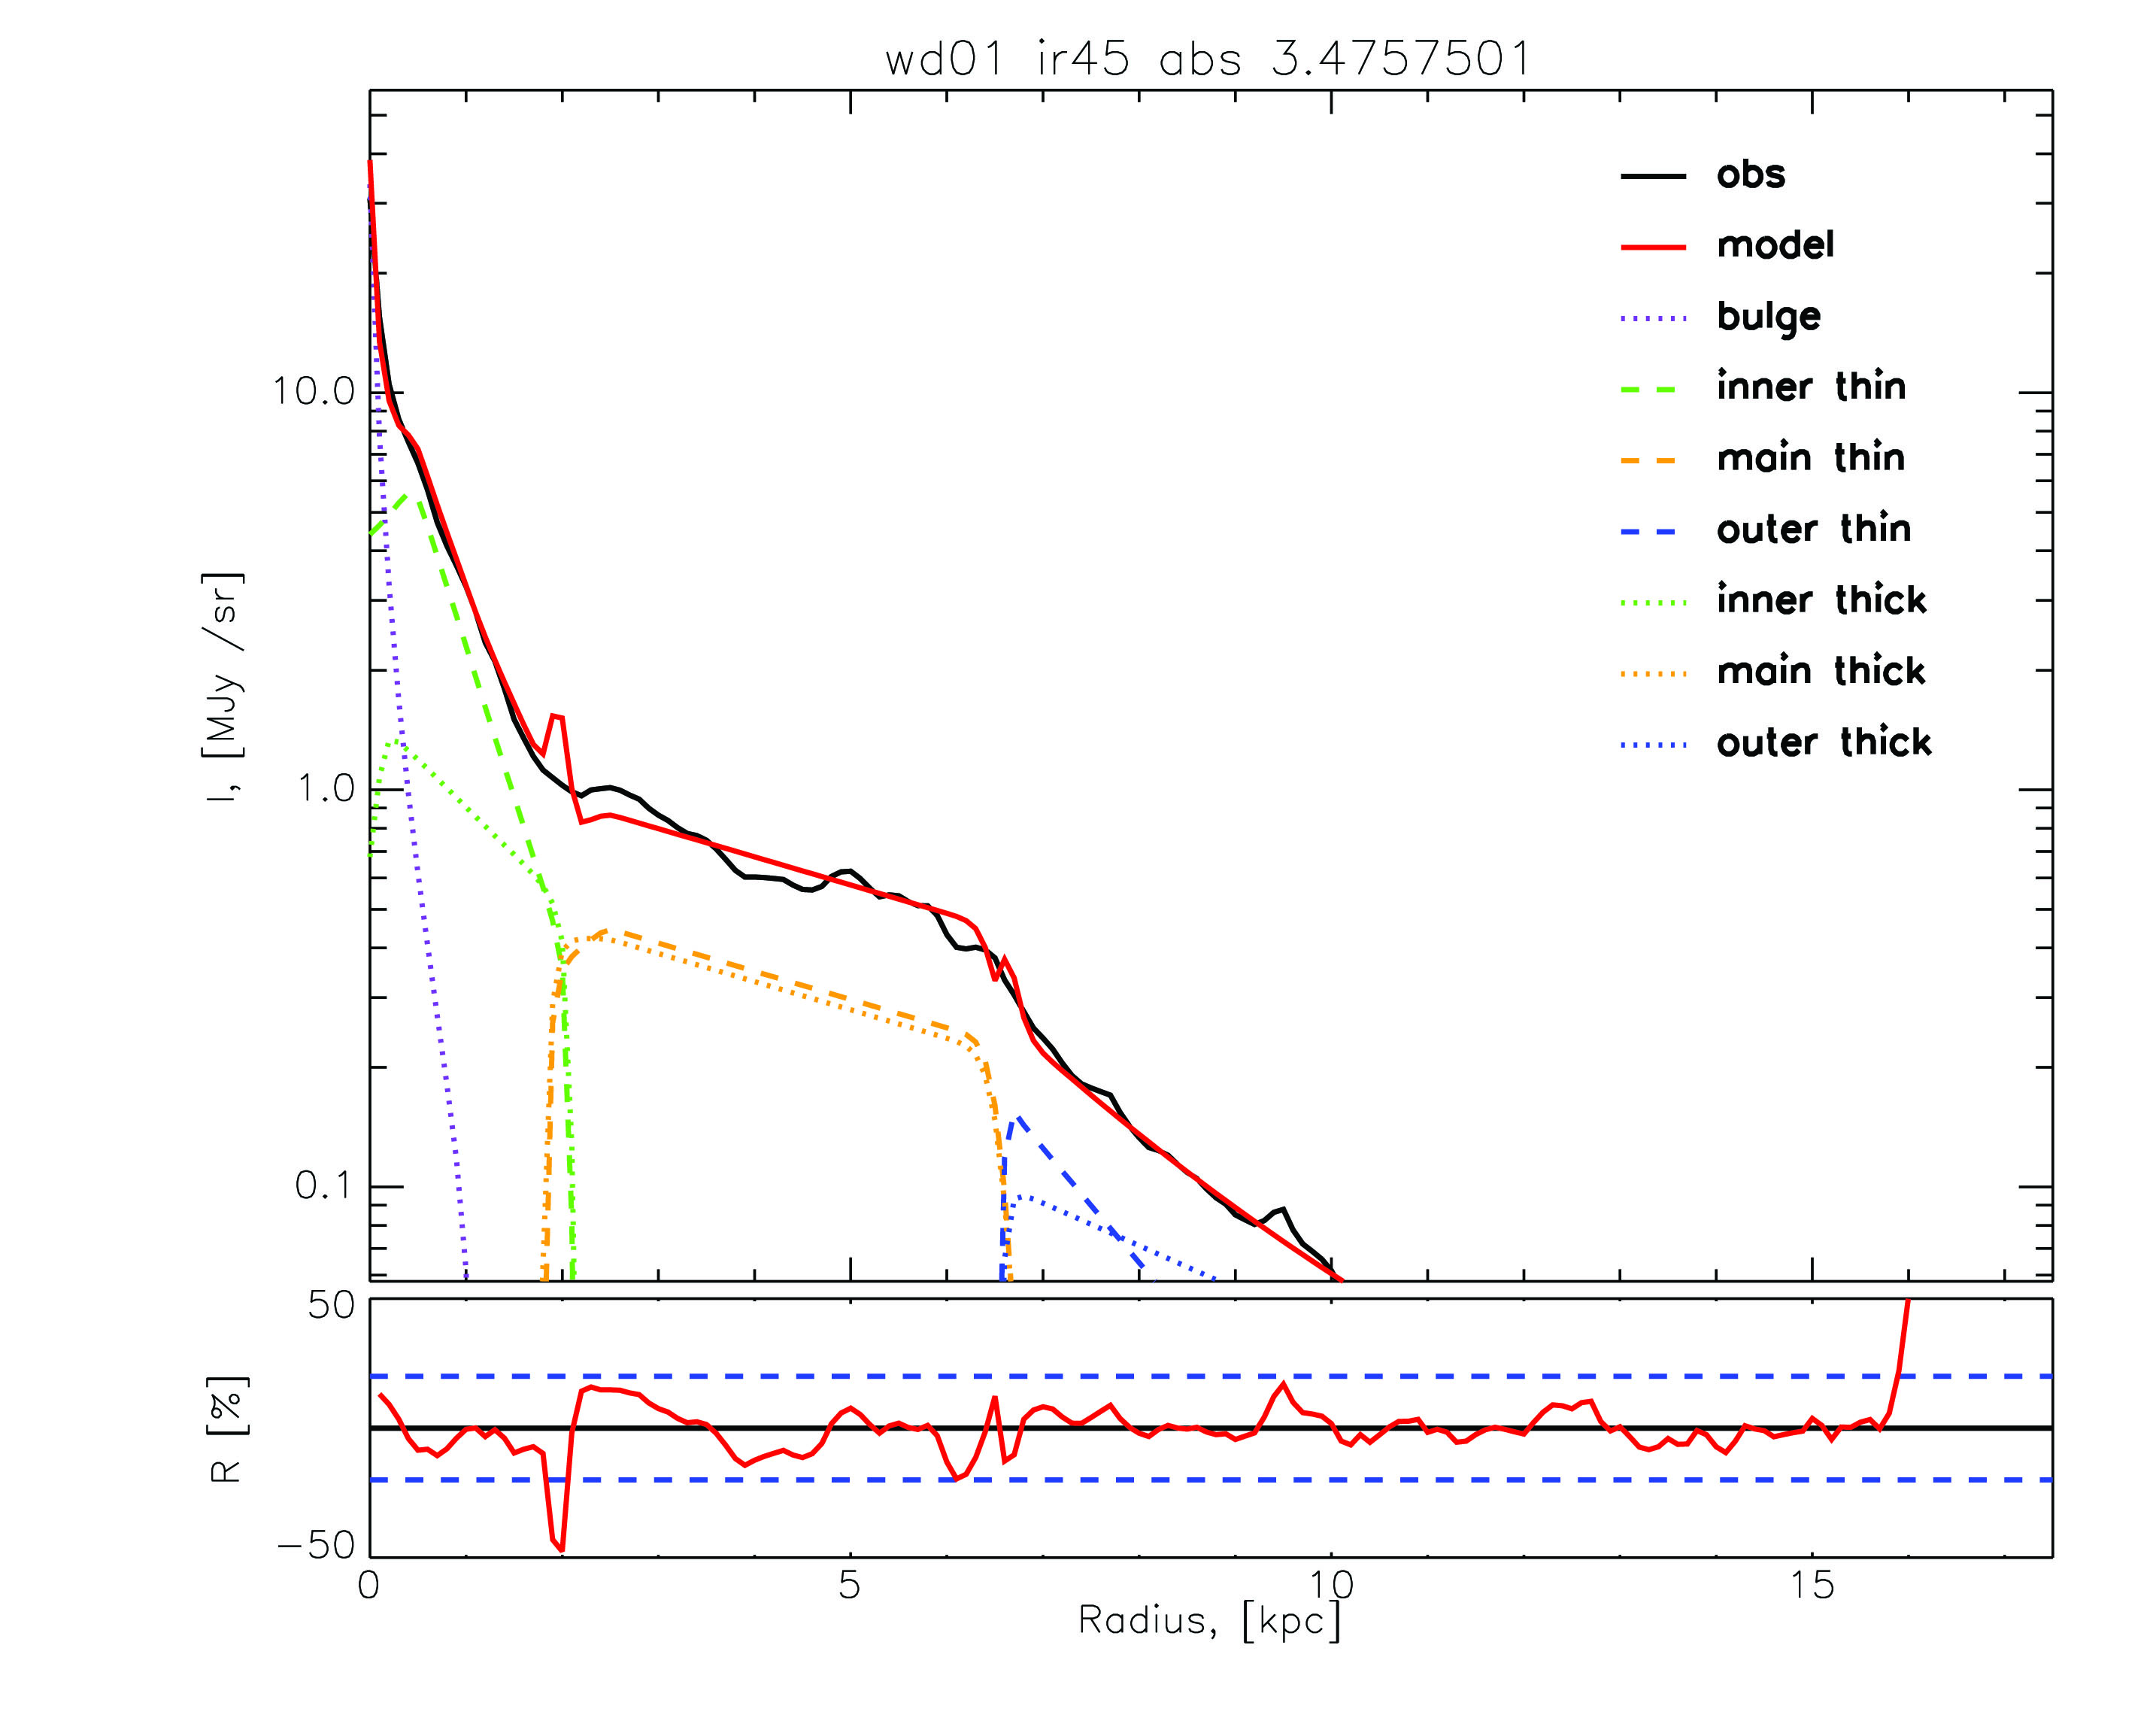 wd01 ir45 abs 3.4757501
obs
model
bulge
inner thin
main thin
outer thin
inner thick
main thick
outer thick
I, [MJy /sr]
10.0
1.0
0.1
R [%]
50
-50
0 5 10 15
Radius, [kpc]